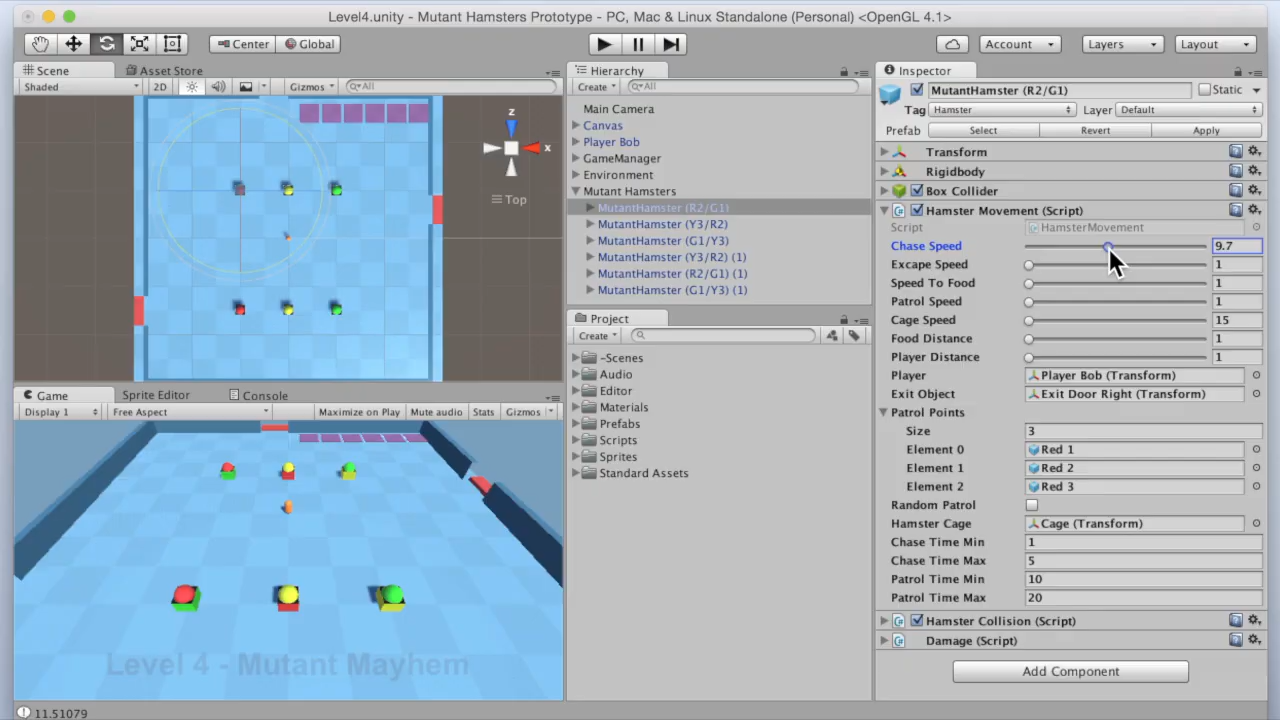 Level4.unity - Mutant Hamsters Prototype - PC, Mac & Linux Standalone (Personal) <OpenGL 4.1>
Center Global Account Layers Layout
Scene Asset Store
Shaded 2D Gizmos All
z
x
Top
Game Sprite Editor Console
Display 1 Free Aspect Maximize on Play Mute audio Stats Gizmos
Level 4 - Mutant Mayhem
11.51079
Hierarchy
Create All
Main Camera
Canvas
Player Bob
GameManager
Environment
Mutant Hamsters
MutantHamster (R2/G1)
MutantHamster (Y3/R2)
MutantHamster (G1/Y3)
MutantHamster (Y3/R2) (1)
MutantHamster (R2/G1) (1)
MutantHamster (G1/Y3) (1)
Project
Create
-Scenes
Audio
Editor
Materials
Prefabs
Scripts
Sprites
Standard Assets
Inspector
MutantHamster (R2/G1) Static
Tag Hamster Layer Default
Prefab Select Revert Apply
Transform
Rigidbody
Box Collider
Hamster Movement (Script)
Script HamsterMovement
Chase Speed 9.7
Excape Speed 1
Speed To Food 1
Patrol Speed 1
Cage Speed 15
Food Distance 1
Player Distance 1
Player Player Bob (Transform)
Exit Object Exit Door Right (Transform)
Patrol Points
Size 3
Element 0 Red 1
Element 1 Red 2
Element 2 Red 3
Random Patrol
Hamster Cage Cage (Transform)
Chase Time Min 1
Chase Time Max 5
Patrol Time Min 10
Patrol Time Max 20
Hamster Collision (Script)
Damage (Script)
Add Component